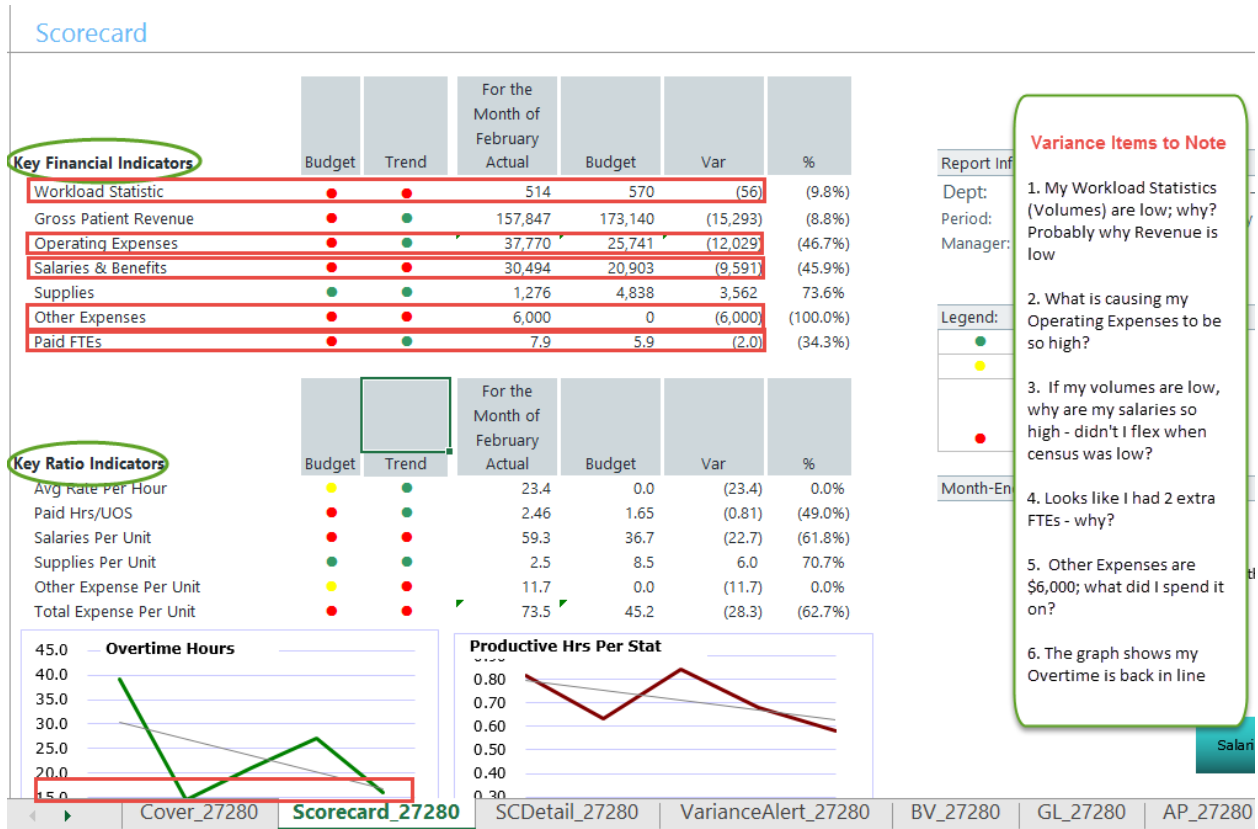 Scorecard
For the
Month of
February
Key Financial Indicators Budget Trend Actual Budget Var %
Workload Statistic 514 570 (56) (9.8%)
Gross Patient Revenue 157,847 173,140 (15,293) (8.8%)
Operating Expenses 37,770 25,741 (12,029) (46.7%)
Salaries & Benefits 30,494 20,903 (9,591) (45.9%)
Supplies 1,276 4,838 3,562 73.6%
Other Expenses 6,000 0 (6,000) (100.0%)
Paid FTEs 7.9 5.9 (2.0) (34.3%)
For the
Month of
February
Key Ratio Indicators Budget Trend Actual Budget Var %
Avg Rate Per Hour 23.4 0.0 (23.4) 0.0%
Paid Hrs/UOS 2.46 1.65 (0.81) (49.0%)
Salaries Per Unit 59.3 36.7 (22.7) (61.8%)
Supplies Per Unit 2.5 8.5 6.0 70.7%
Other Expense Per Unit 11.7 0.0 (11.7) 0.0%
Total Expense Per Unit 73.5 45.2 (28.3) (62.7%)
Overtime Hours
45.0
40.0
35.0
30.0
25.0
20.0
15.0
Productive Hrs Per Stat
0.80
0.70
0.60
0.50
0.40
0.30
Report Inf
Dept:
Period:
Manager:
Legend:
Month-En
Variance Items to Note
1. My Workload Statistics
(Volumes) are low; why?
Probably why Revenue is
low
2. What is causing my
Operating Expenses to be
so high?
3. If my volumes are low,
why are my salaries so
high - didn't I flex when
census was low?
4. Looks like I had 2 extra
FTEs - why?
5. Other Expenses are
$6,000; what did I spend it
on?
6. The graph shows my
Overtime is back in line
Salari
Cover_27280 Scorecard_27280 SCDetail_27280 VarianceAlert_27280 BV_27280 GL_27280 AP_27280